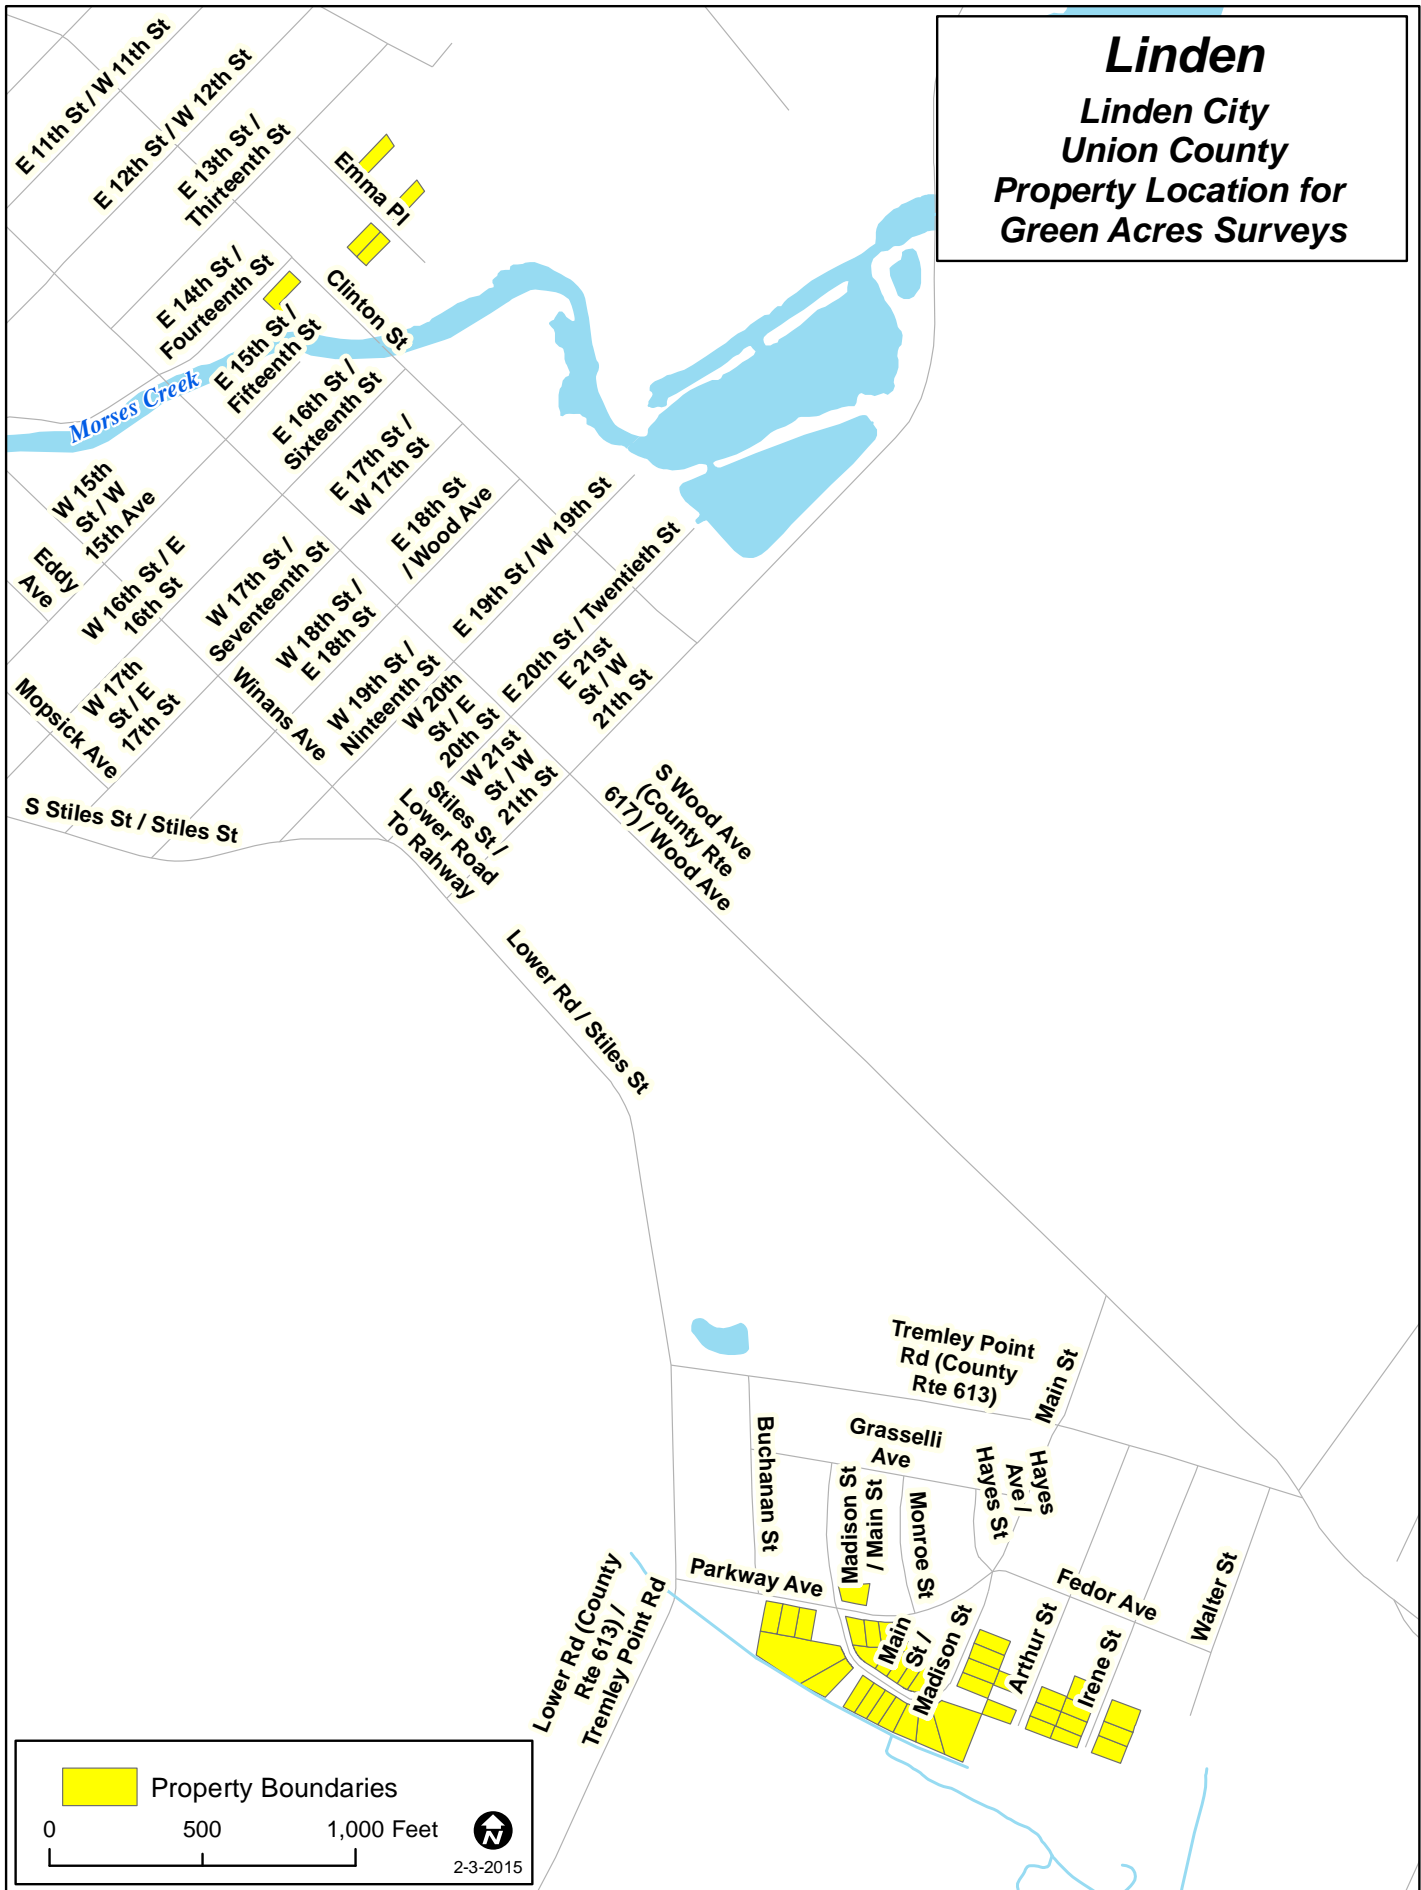 Linden
Linden City
Union County
Property Location for
Green Acres Surveys
E 11th St / W 11th St
E 12th St / W 12th St
E 13th St /
Thirteenth St
Emma Pl
E 14th St /
Fourteenth St
Clinton St
E 15th St /
Fifteenth St
Morses Creek
E 16th St /
Sixteenth St
E 17th St /
W 17th St
W 15th
St / W
15th Ave
E 18th St
/ Wood Ave
E 19th St / W 19th St
Eddy
Ave
W 16th St / E
16th St
W 17th St /
Seventeenth St
W 18th St /
E 18th St
E 20th St / Twentieth St
E 21st
St / W
21th St
W 19th St /
Ninteenth St
W 20th
St / E
20th St
W 17th
St / E
17th St
Mopsick Ave
Winans Ave
W 21st
St / W
21th St
S Stiles St / Stiles St
Stiles St /
Lower Road
To Rahway
S Wood Ave
(County Rte
617) / Wood Ave
Lower Rd / Stiles St
Tremley Point
Rd (County
Rte 613)
Main St
Grasselli
Ave
Buchanan St
Madison St
/ Main St
Monroe St
Hayes St
Hayes
Ave /
Parkway Ave
Fedor Ave
Walter St
Lower Rd (County
Rte 613) /
Tremley Point Rd
Main
St /
Madison St
Arthur St
Irene St
Property Boundaries
0 500 1,000 Feet
N
2-3-2015